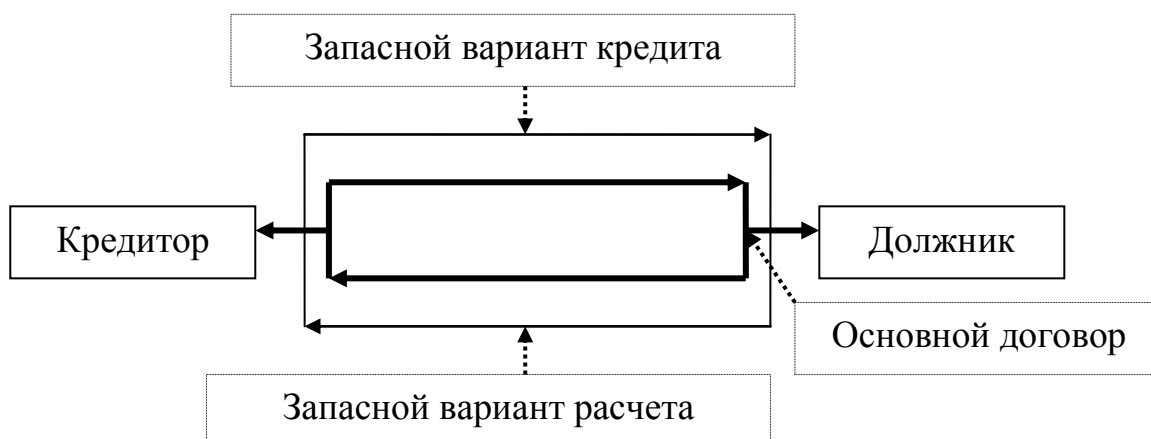 Запасной вариант кредита
Кредитор
Должник
Основной договор
Запасной вариант расчета